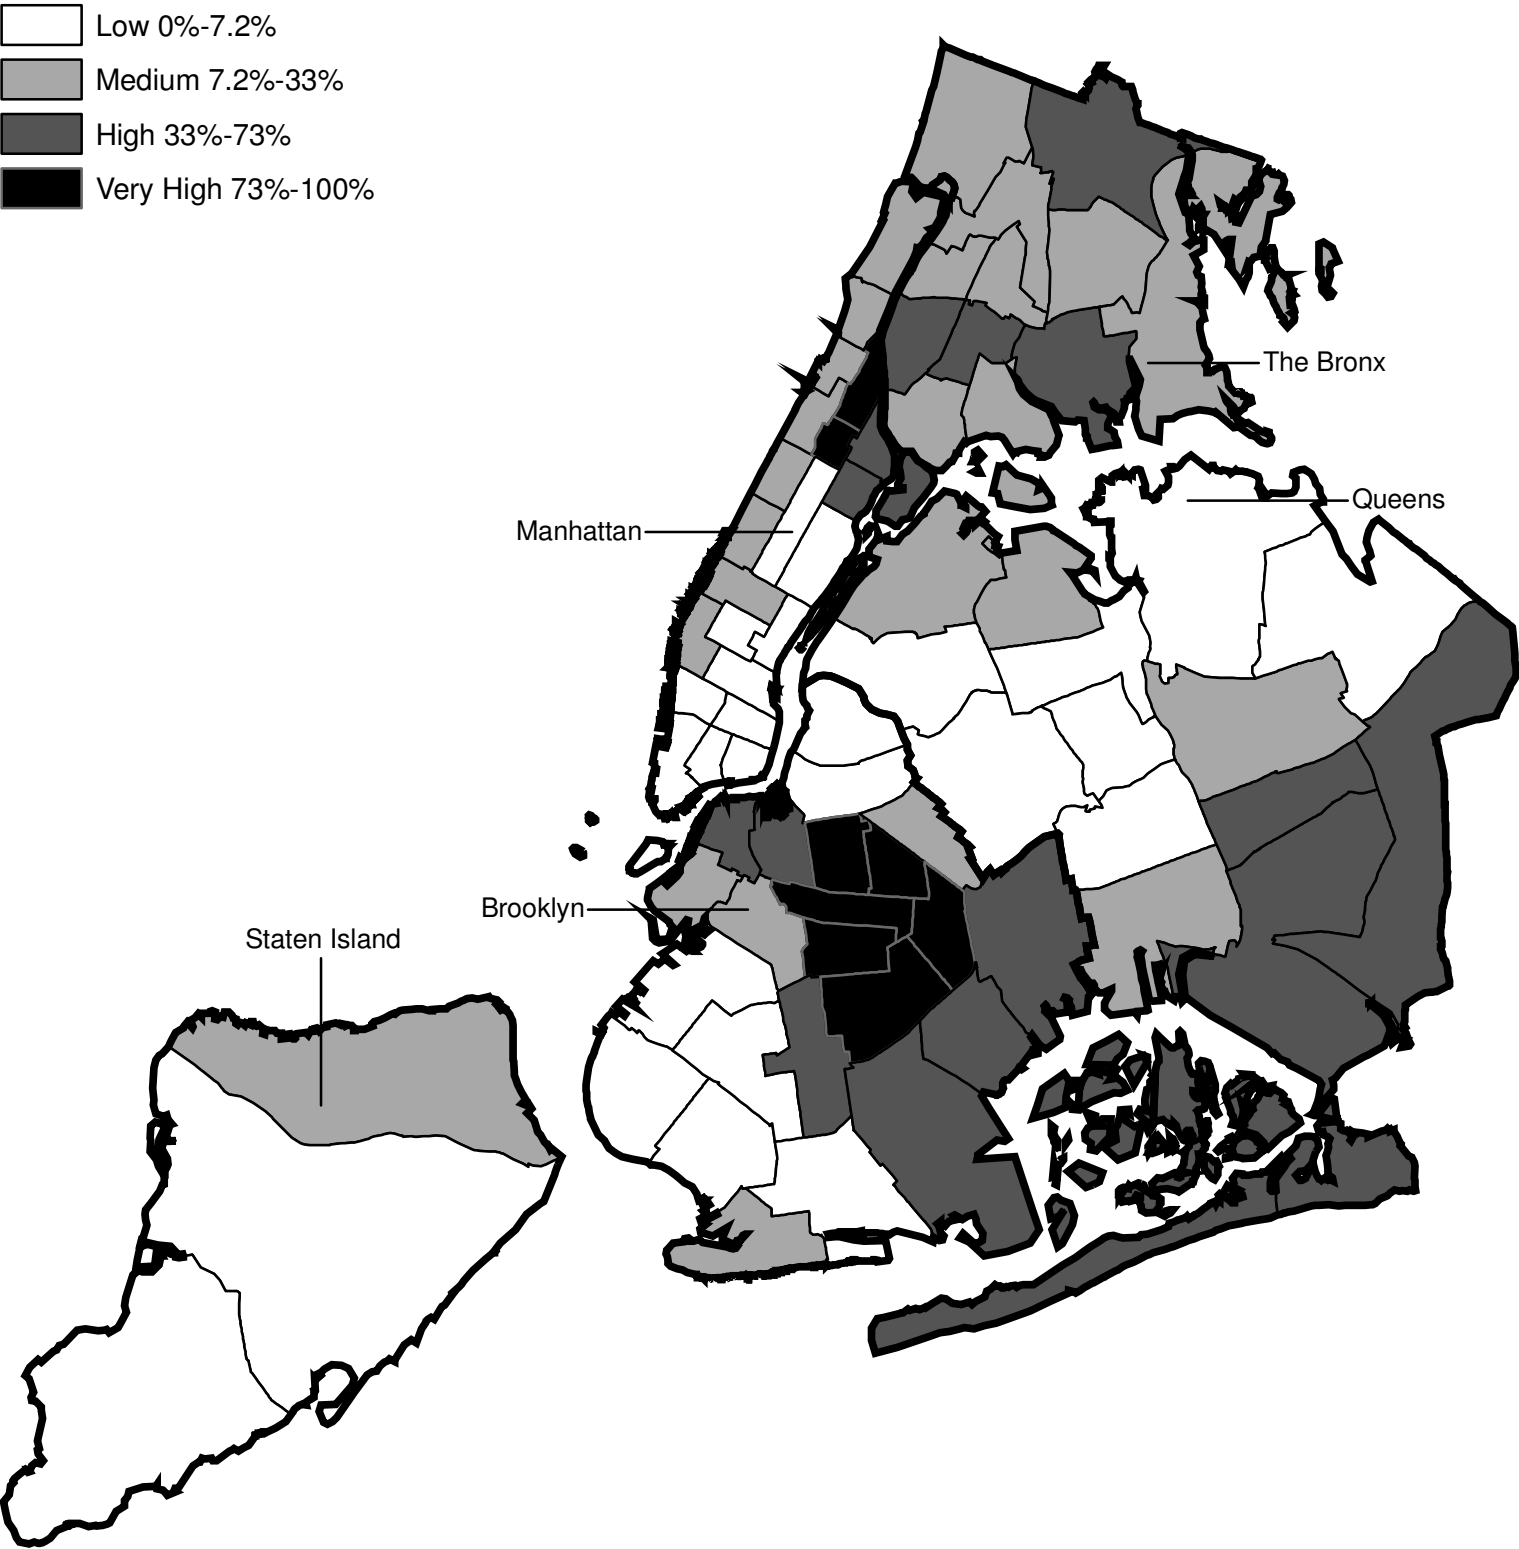 Low 0%-7.2%
Medium 7.2%-33%
High 33%-73%
Very High 73%-100%
The Bronx
Queens
Manhattan
Brooklyn
Staten Island